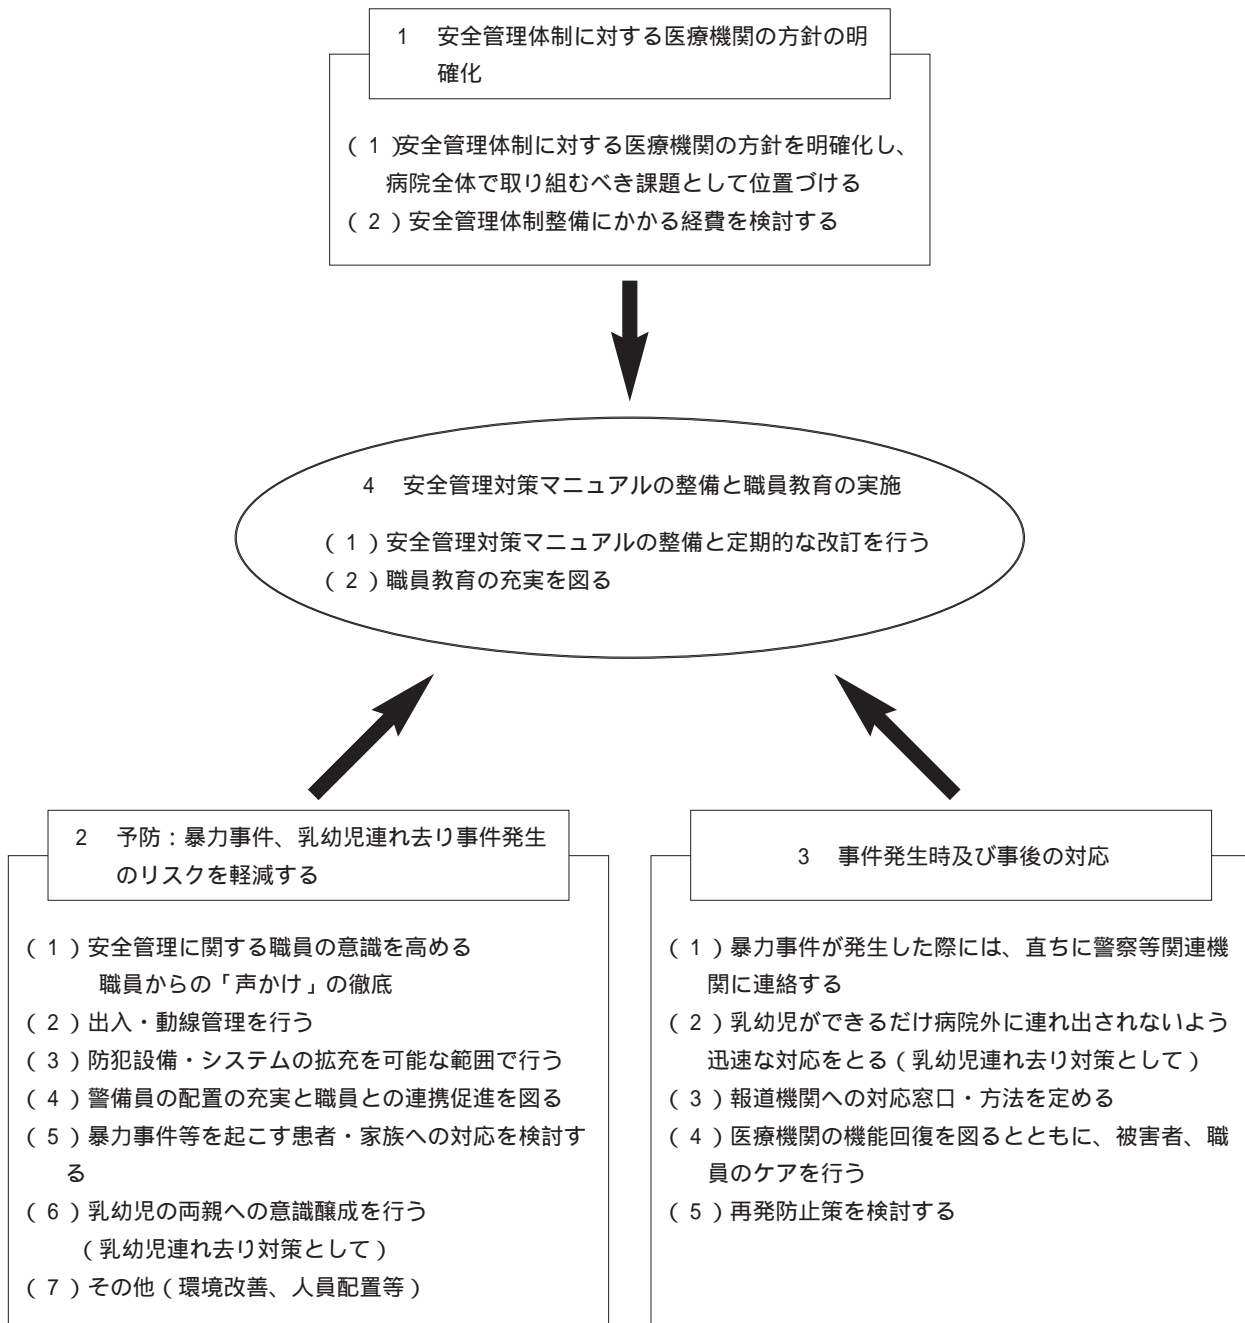 1　安全管理体制に対する医療機関の方針の明
確化
(1)安全管理体制に対する医療機関の方針を明確化し、
病院全体で取り組むべき課題として位置づける
(2)安全管理体制整備にかかる経費を検討する
4　安全管理対策マニュアルの整備と職員教育の実施
(1)安全管理対策マニュアルの整備と定期的な改訂を行う
(2)職員教育の充実を図る
2　予防：暴力事件、乳幼児連れ去り事件発生
のリスクを軽減する
(1)安全管理に関する職員の意識を高める
職員からの「声かけ」の徹底
(2)出入・動線管理を行う
(3)防犯設備・システムの拡充を可能な範囲で行う
(4)警備員の配置の充実と職員との連携促進を図る
(5)暴力事件等を起こす患者・家族への対応を検討す
る
(6)乳幼児の両親への意識醸成を行う
(乳幼児連れ去り対策として)
(7)その他(環境改善、人員配置等)
3　事件発生時及び事後の対応
(1)暴力事件が発生した際には、直ちに警察等関連機
関に連絡する
(2)乳幼児ができるだけ病院外に連れ出されないよう
迅速な対応をとる(乳幼児連れ去り対策として)
(3)報道機関への対応窓口・方法を定める
(4)医療機関の機能回復を図るとともに、被害者、職
員のケアを行う
(5)再発防止策を検討する